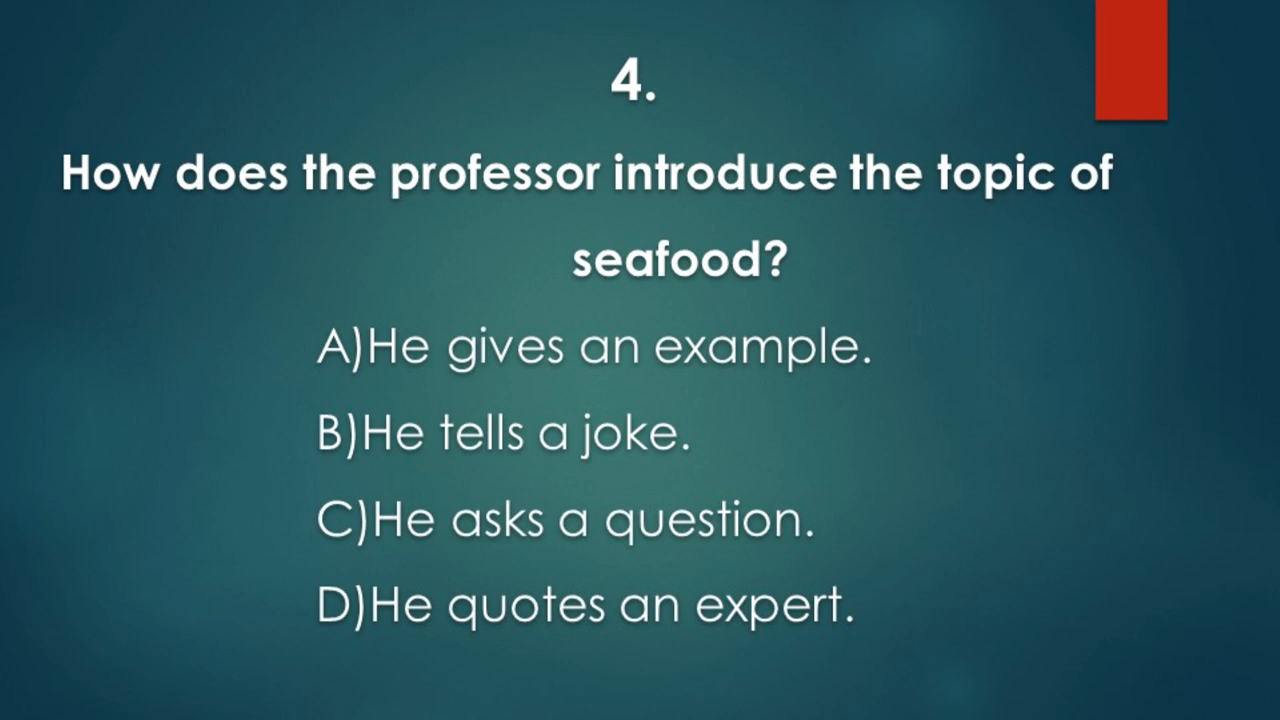 4.
How does the professor introduce the topic of
seafood?
A)He gives an example.
B)He tells a joke.
C)He asks a question.
D)He quotes an expert.